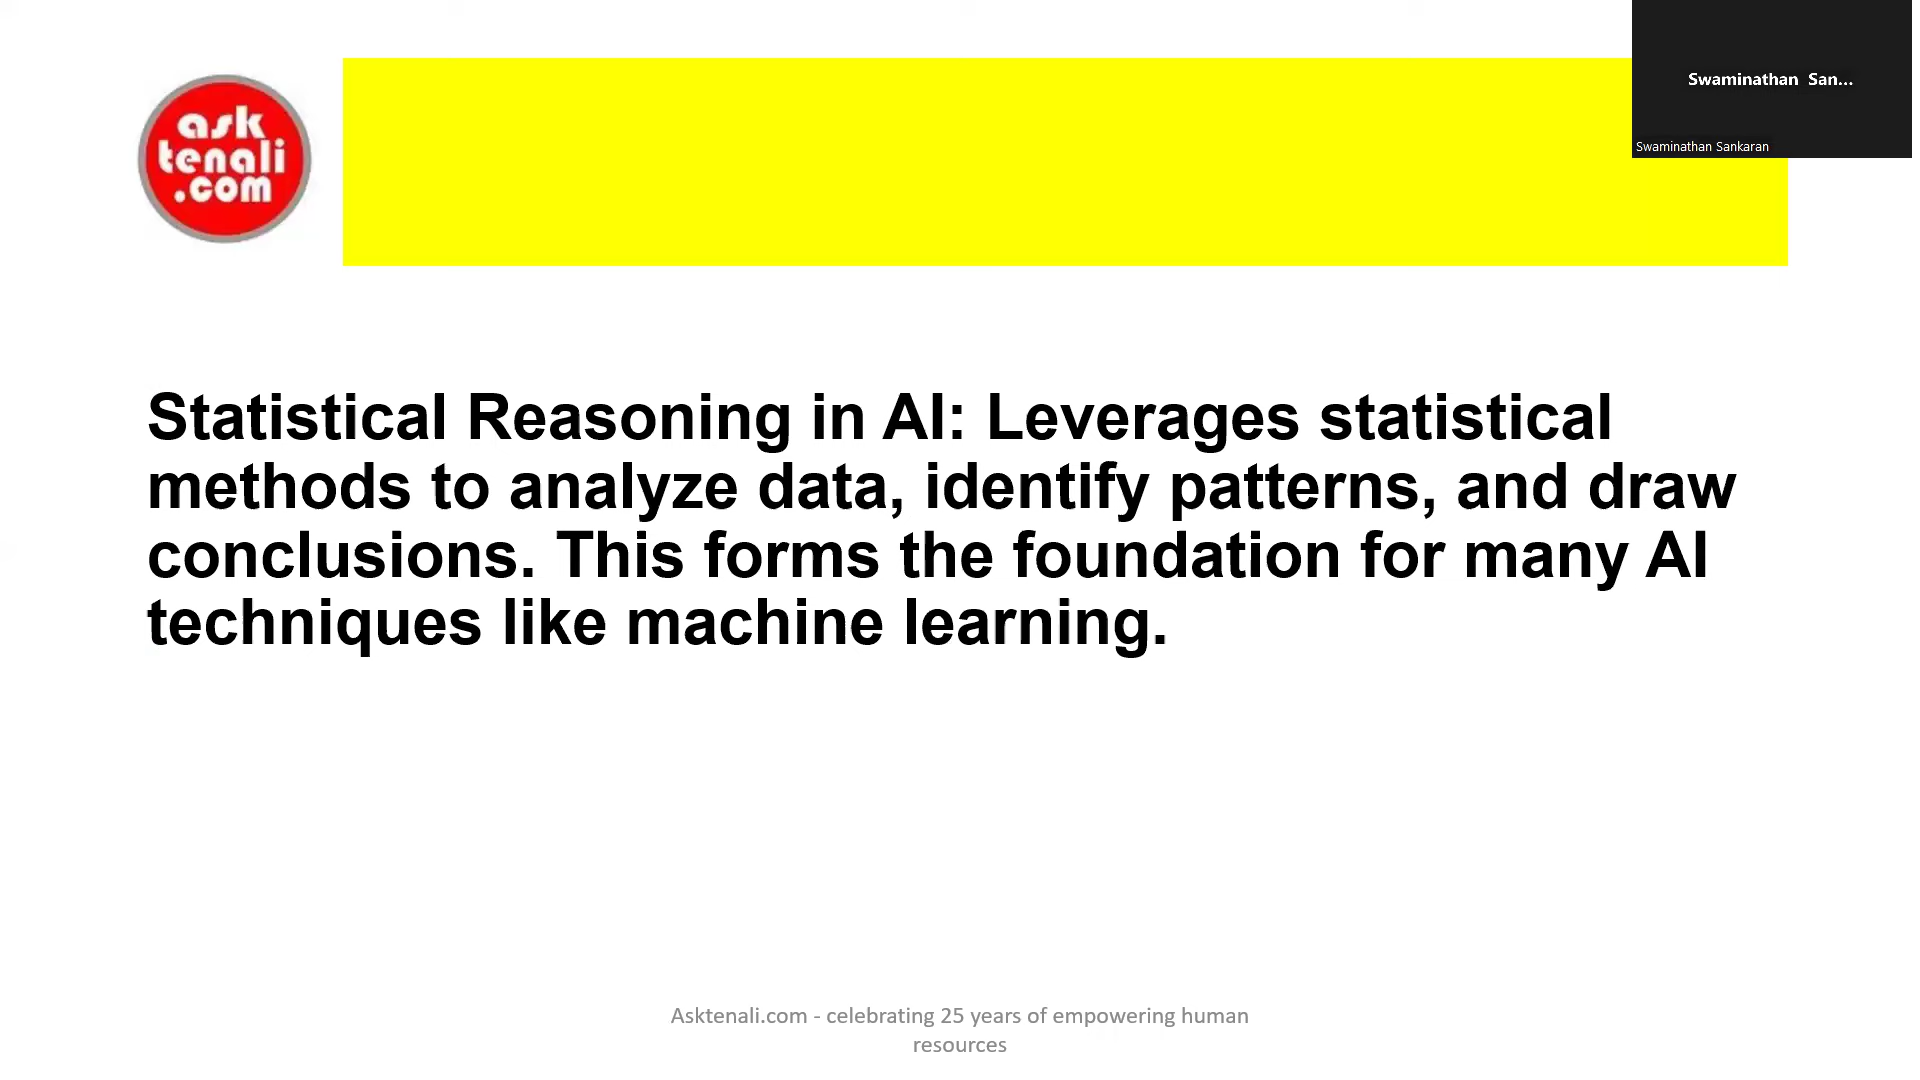 ask
tenali
.com
Swaminathan San...
Swaminathan Sankaran
Statistical Reasoning in AI: Leverages statistical
methods to analyze data, identify patterns, and draw
conclusions. This forms the foundation for many AI
techniques like machine learning.
Asktenali.com - celebrating 25 years of empowering human
resources